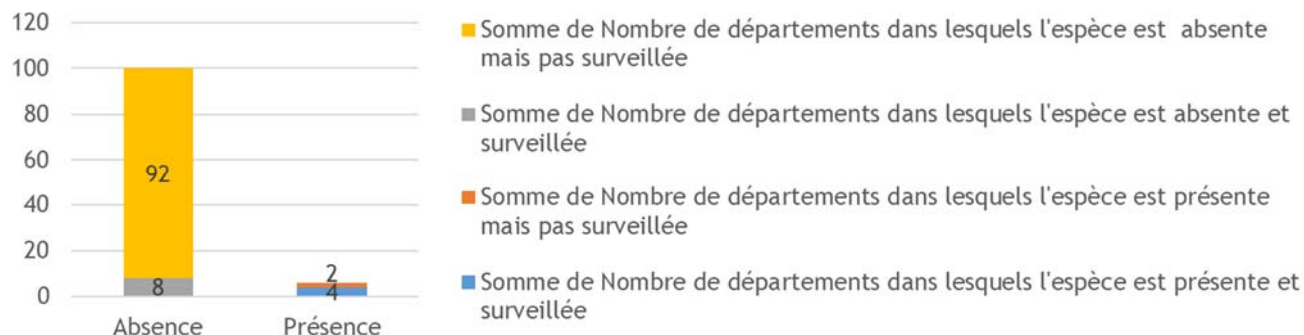 120
100
80
60
40
20
0
92
8
2
4
Absence
Présence
Somme de Nombre de départements dans lesquels l'espèce est absente
mais pas surveillée
Somme de Nombre de départements dans lesquels l'espèce est absente et
surveillée
Somme de Nombre de départements dans lesquels l'espèce est présente
mais pas surveillée
Somme de Nombre de départements dans lesquels l'espèce est présente et
surveillée